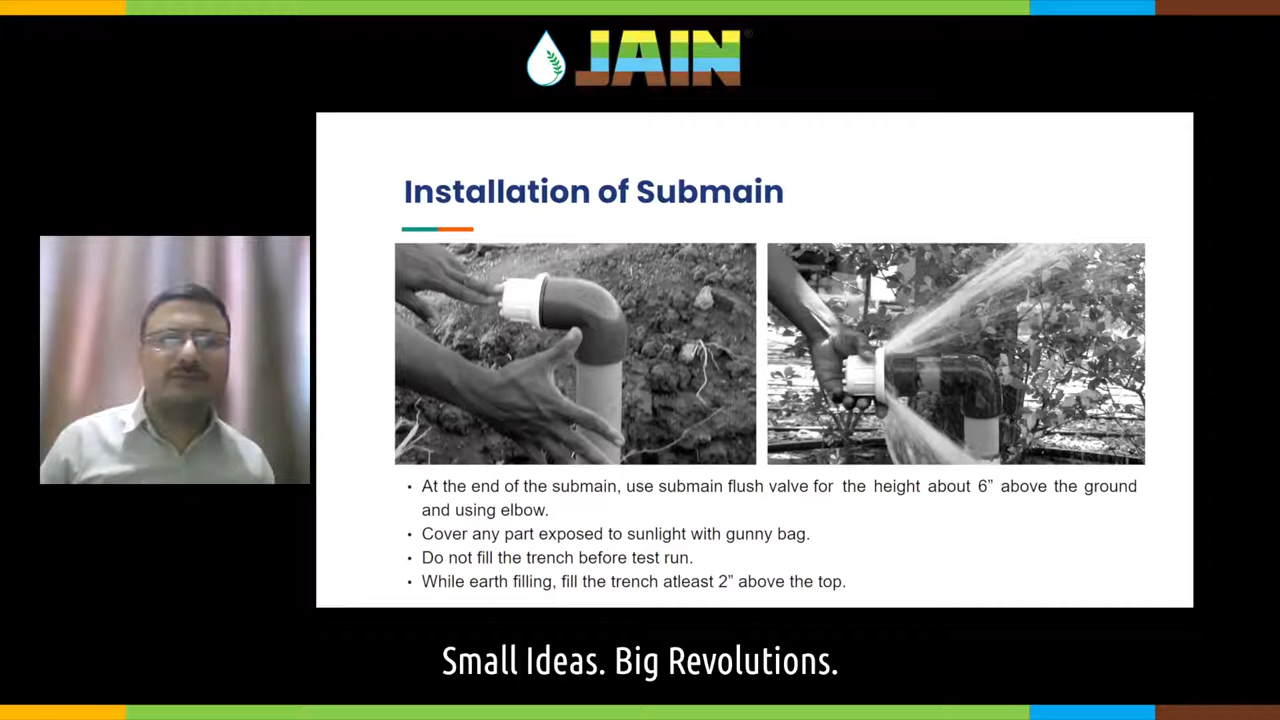 JAIN®
Installation of Submain
• At the end of the submain, use submain flush valve for the height about 6” above the ground
and using elbow.
• Cover any part exposed to sunlight with gunny bag.
• Do not fill the trench before test run.
• While earth filling, fill the trench atleast 2” above the top.
Small Ideas. Big Revolutions.